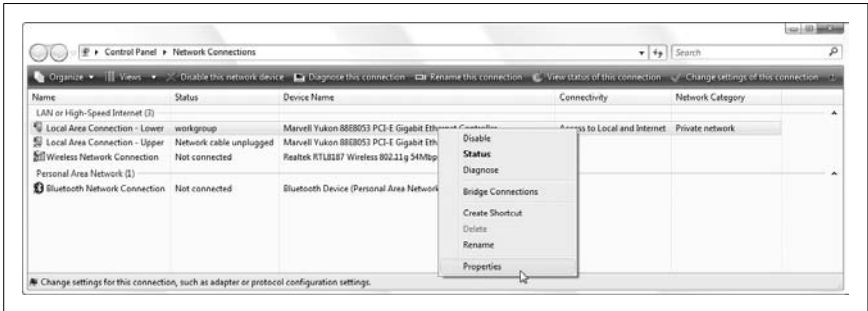 Control Panel ▸ Network Connections
Search
Organize Views Disable this network device Diagnose this connection Rename this connection View status of this connection Change settings of this connection
Name Status Device Name Connectivity Network Category
LAN or High-Speed Internet (3)
Local Area Connection - Lower workgroup Marvell Yukon 88E8053 PCI-E Gigabit Ethernet Controller Access to Local and Internet Private network
Local Area Connection - Upper Network cable unplugged Marvell Yukon 88E8053 PCI-E Gigabit Eth
Wireless Network Connection Not connected Realtek RTL8187 Wireless 802.11g 54Mbp
Personal Area Network (1)
Bluetooth Network Connection Not connected Bluetooth Device (Personal Area Network
Disable
Status
Diagnose
Bridge Connections
Create Shortcut
Delete
Rename
Properties
Change settings for this connection, such as adapter or protocol configuration settings.